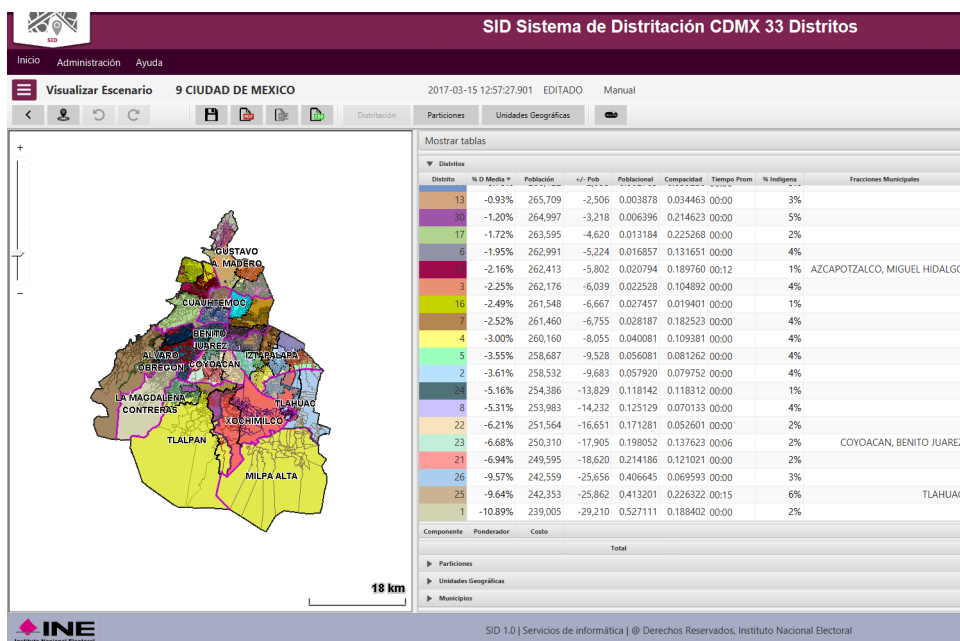 SID
SID Sistema de Distritación CDMX 33 Distritos
Inicio Administración Ayuda
Visualizar Escenario 9 CIUDAD DE MEXICO 2017-03-15 12:57:27.901 EDITADO Manual
Distritación Particiones Unidades Geográficas
Mostrar tablas
Distritos
Distrito % D Media Población +/- Pob Poblacional Compacidad Tiempo Prom % Indigena Fracciones Municipales
13 -0.93% 265,709 -2,506 0.003878 0.034463 00:00 3%
30 -1.20% 264,997 -3,218 0.006396 0.214623 00:00 5%
17 -1.72% 263,595 -4,620 0.013184 0.225268 00:00 2%
6 -1.95% 262,991 -5,224 0.016857 0.131651 00:00 4%
-2.16% 262,413 -5,802 0.020794 0.189760 00:12 1% AZCAPOTZALCO, MIGUEL HIDALGO
3 -2.25% 262,176 -6,039 0.022528 0.104892 00:00 4%
16 -2.49% 261,548 -6,667 0.027457 0.019401 00:00 1%
7 -2.52% 261,460 -6,755 0.028187 0.182523 00:00 4%
4 -3.00% 260,160 -8,055 0.040081 0.109381 00:00 4%
5 -3.55% 258,687 -9,528 0.056081 0.081262 00:00 4%
2 -3.61% 258,532 -9,683 0.057920 0.079752 00:00 4%
24 -5.16% 254,386 -13,829 0.118142 0.118312 00:00 1%
8 -5.31% 253,983 -14,232 0.125129 0.070133 00:00 4%
22 -6.21% 251,564 -16,651 0.171281 0.052601 00:00 2%
23 -6.68% 250,310 -17,905 0.198052 0.137623 00:06 2% COYOACAN, BENITO JUAREZ
21 -6.94% 249,595 -18,620 0.214186 0.121021 00:00 2%
26 -9.57% 242,559 -25,656 0.406645 0.069593 00:00 3%
25 -9.64% 242,353 -25,862 0.413201 0.226322 00:15 6% TLAHUAC
1 -10.89% 239,005 -29,210 0.527111 0.188402 00:00 2%
Componente Ponderador Costo
Total
Particiones
Unidades Geográficas
Municipios
+
−
GUSTAVO
A. MADERO
CUAUHTEMOC
BENITO
JUAREZ
ALVARO
OBREGON
COYOACAN
IZTAPALAPA
LA MAGDALENA
CONTRERAS
TLAHUAC
XOCHIMILCO
TLALPAN
MILPA ALTA
18 km
INE
Instituto Nacional Electoral
SID 1.0 | Servicios de informática | @ Derechos Reservados, Instituto Nacional Electoral